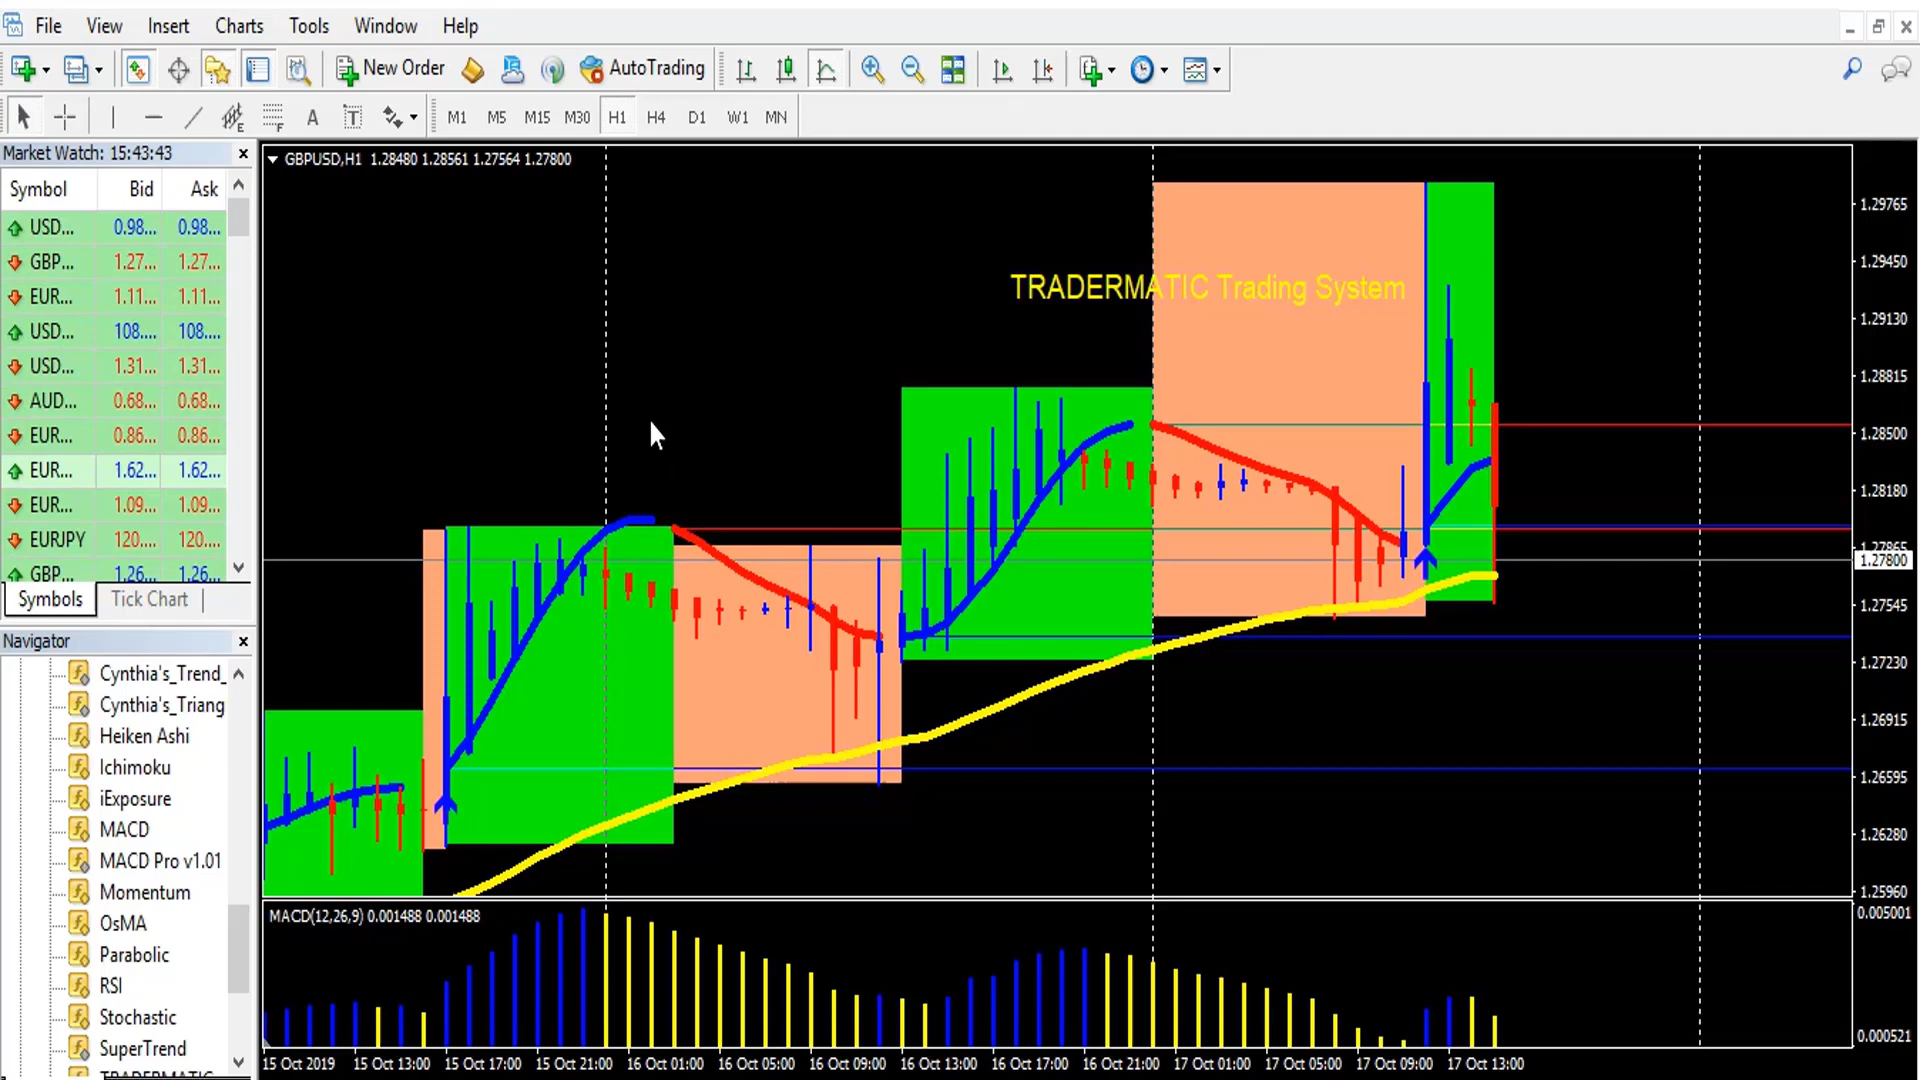 File View Insert Charts Tools Window Help
New Order AutoTrading
E F A T M1 M5 M15 M30 H1 H4 D1 W1 MN
Market Watch: 15:43:43
Symbol Bid Ask
USD... 0.98... 0.98...
GBP... 1.27... 1.27...
EUR... 1.11... 1.11...
USD... 108.... 108....
USD... 1.31... 1.31...
AUD... 0.68... 0.68...
EUR... 0.86... 0.86...
EUR... 1.62... 1.62...
EUR... 1.09... 1.09...
EURJPY 120.... 120....
GBP... 1.26... 1.26...
Symbols Tick Chart
Navigator
Cynthia's_Trend_
Cynthia's_Triang
Heiken Ashi
Ichimoku
iExposure
MACD
MACD Pro v1.01
Momentum
OsMA
Parabolic
RSI
Stochastic
SuperTrend
TRADERMATIC
GBPUSD,H1 1.28480 1.28561 1.27564 1.27800
TRADERMATIC Trading System
1.29765
1.29450
1.29130
1.28815
1.28500
1.28180
1.27865
1.27800
1.27545
1.27230
1.26915
1.26595
1.26280
1.25960
MACD(12,26,9) 0.001488 0.001488
0.005001
0.000521
15 Oct 2019 15 Oct 13:00 15 Oct 17:00 15 Oct 21:00 16 Oct 01:00 16 Oct 05:00 16 Oct 09:00 16 Oct 13:00 16 Oct 17:00 16 Oct 21:00 17 Oct 01:00 17 Oct 05:00 17 Oct 09:00 17 Oct 13:00